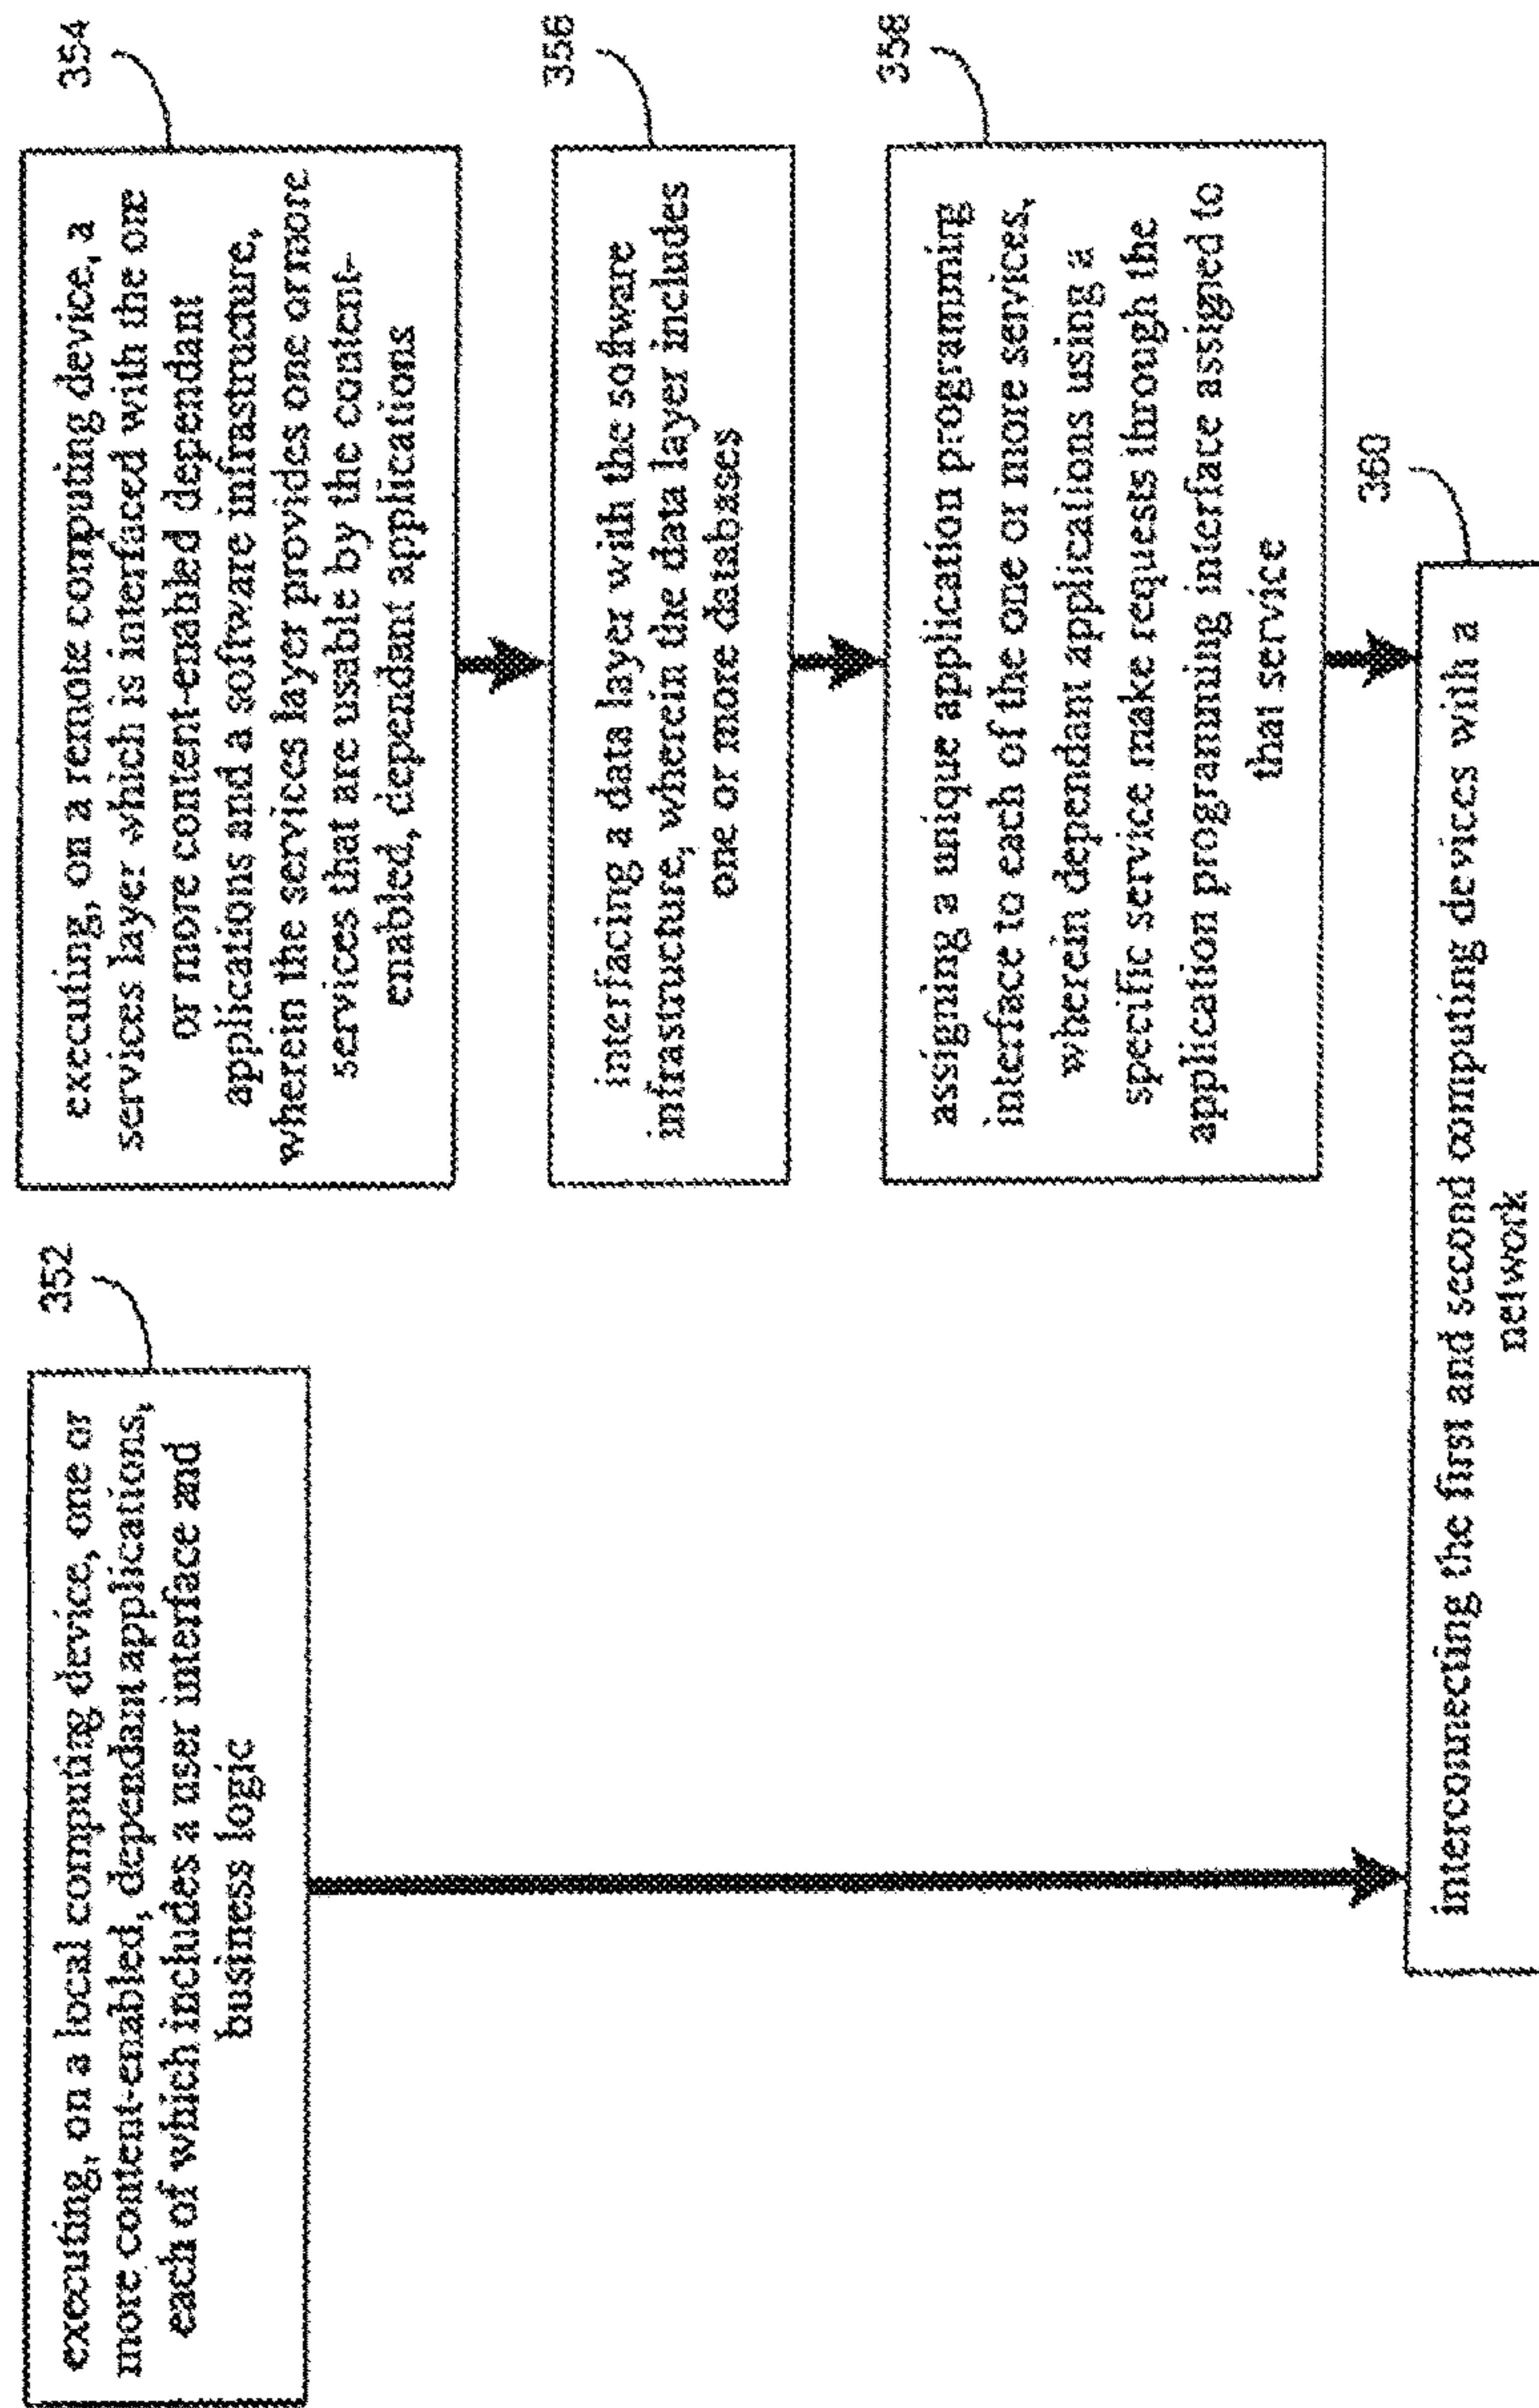 352
executing, on a local computing device, one or
more content-enabled, dependant applications,
each of which includes a user interface and
business logic
354
executing, on a remote computing device, a
services layer which is interfaced with the one
or more content-enabled dependant
applications and a software infrastructure,
wherein the services layer provides one or more
services that are usable by the content-
enabled, dependant applications
356
interfacing a data layer with the software
infrastructure, wherein the data layer includes
one or more databases
358
assigning a unique application programming
interface to each of the one or more services,
wherein dependant applications using a
specific service make requests through the
application programming interface assigned to
that service
360
interconnecting the first and second computing devices with a
network